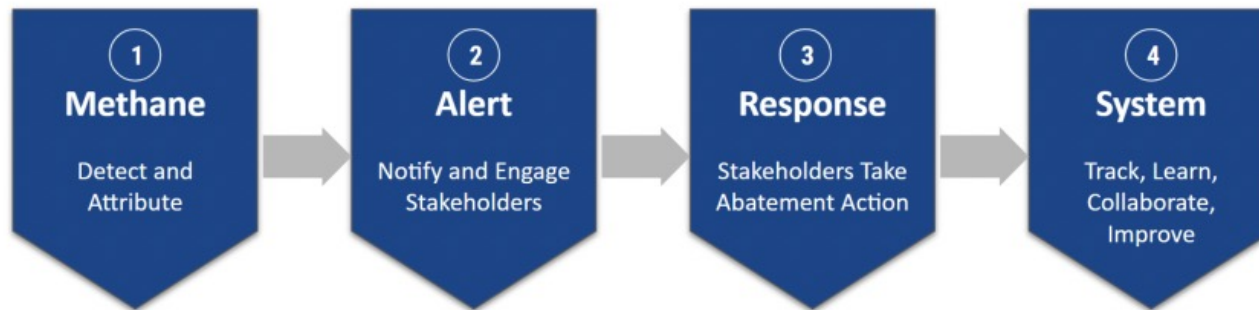 1
Methane
Detect and
Attribute
2
Alert
Notify and Engage
Stakeholders
3
Response
Stakeholders Take
Abatement Action
4
System
Track, Learn,
Collaborate,
Improve